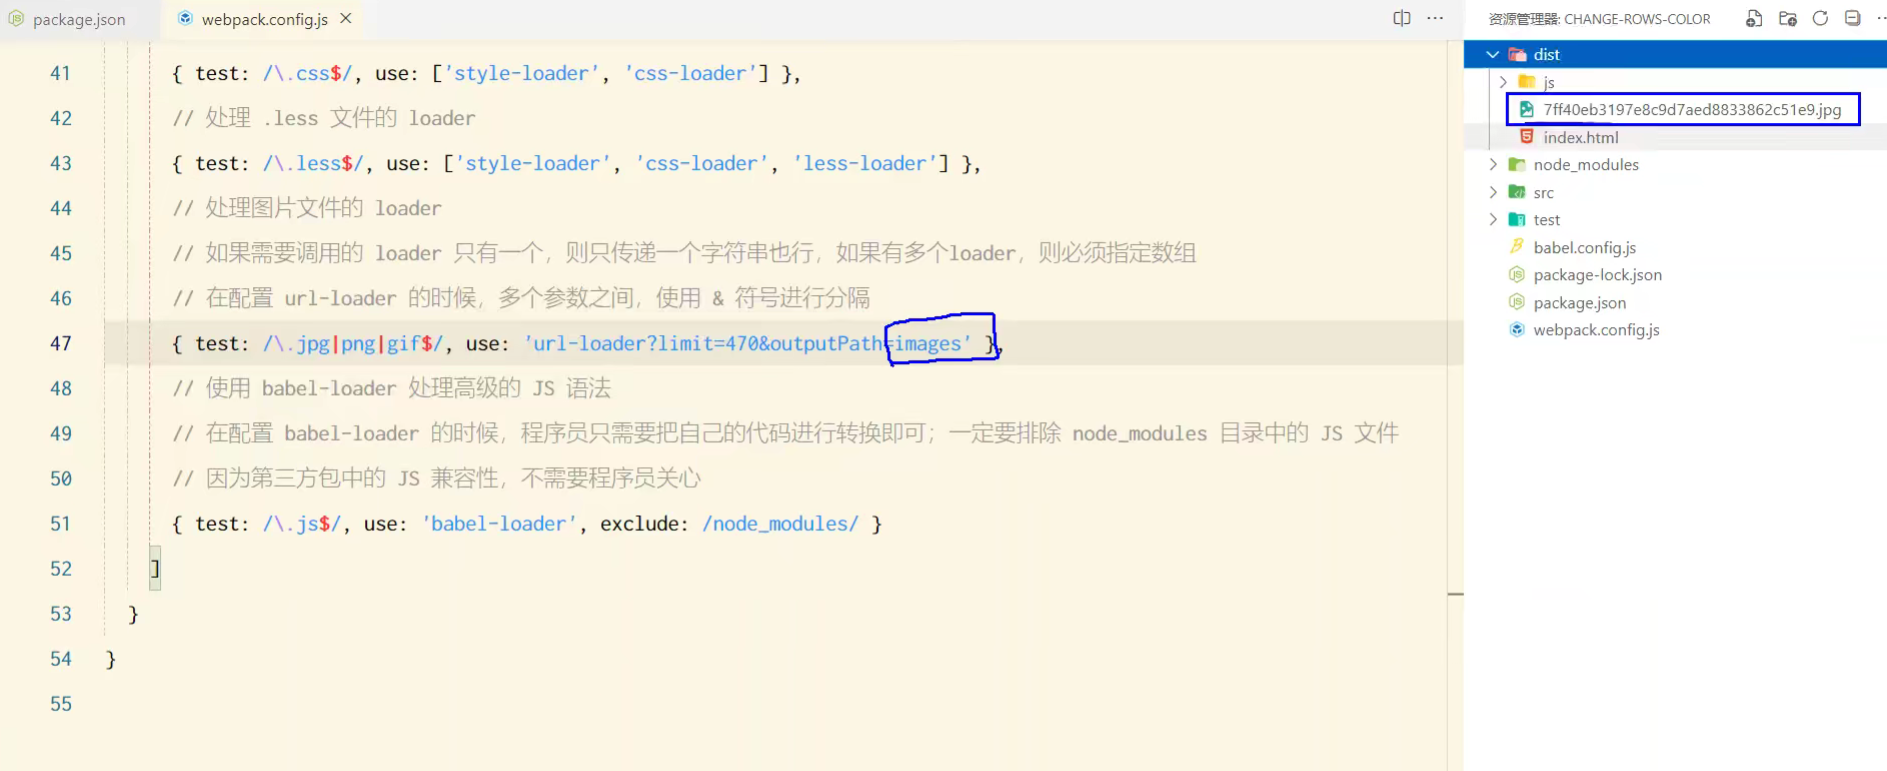 package.json
webpack.config.js
41 { test: /\.css$/, use: ['style-loader', 'css-loader'] },
42 // 处理 .less 文件的 loader
43 { test: /\.less$/, use: ['style-loader', 'css-loader', 'less-loader'] },
44 // 处理图片文件的 loader
45 // 如果需要调用的 loader 只有一个，则只传递一个字符串也行，如果有多个loader，则必须指定数组
46 // 在配置 url-loader 的时候，多个参数之间，使用 & 符号进行分隔
47 { test: /\.jpg|png|gif$/, use: 'url-loader?limit=470&outputPath=images' },
48 // 使用 babel-loader 处理高级的 JS 语法
49 // 在配置 babel-loader 的时候，程序员只需要把自己的代码进行转换即可；一定要排除 node_modules 目录中的 JS 文件
50 // 因为第三方包中的 JS 兼容性，不需要程序员关心
51 { test: /\.js$/, use: 'babel-loader', exclude: /node_modules/ }
52 ]
53 }
54 }
55
资源管理器: CHANGE-ROWS-COLOR
dist
js
7ff40eb3197e8c9d7aed8833862c51e9.jpg
index.html
node_modules
src
test
babel.config.js
package-lock.json
package.json
webpack.config.js